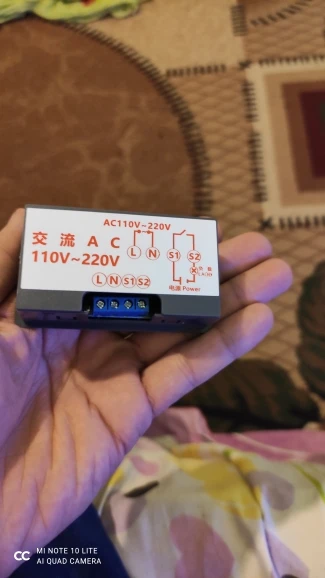 AC110V~220V
交流 AC
110V~220V
L N S1 S2
L N S1 S2
电源 Power
MI NOTE 10 LITE
AI QUAD CAMERA